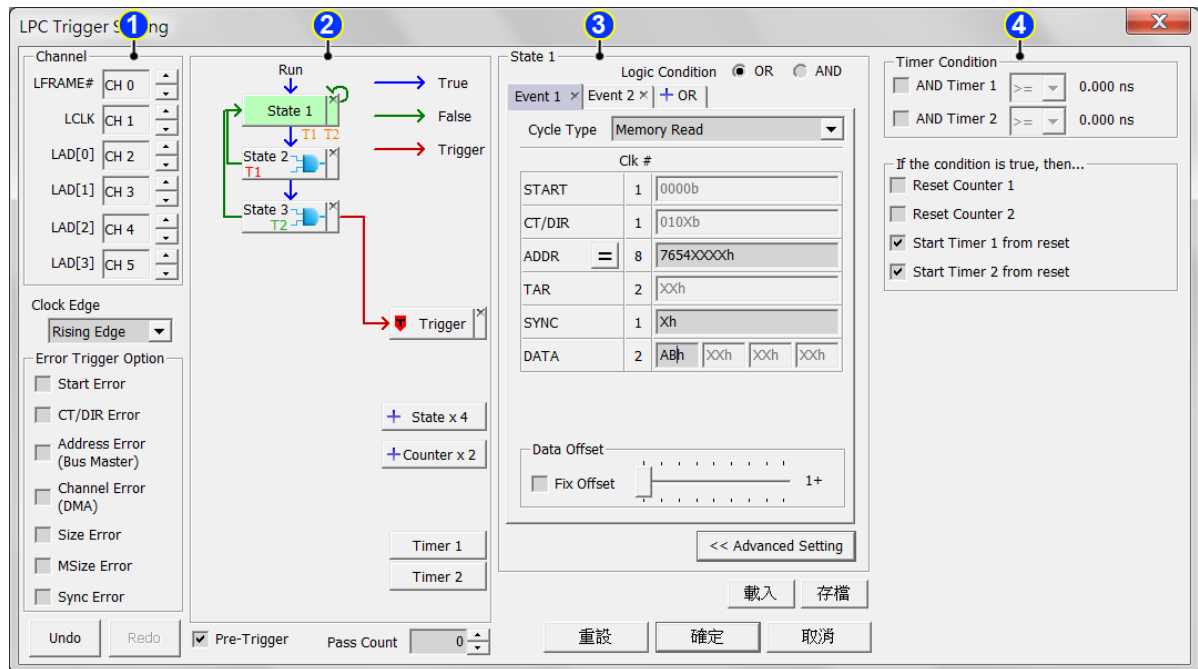 LPC Trigger S ng
1
2
3
4
X
Channel
LFRAME# CH 0
LCLK CH 1
LAD[0] CH 2
LAD[1] CH 3
LAD[2] CH 4
LAD[3] CH 5
Clock Edge
Rising Edge
Error Trigger Option
Start Error
CT/DIR Error
Address Error
(Bus Master)
Channel Error
(DMA)
Size Error
MSize Error
Sync Error
Undo Redo
Run
True
False
Trigger
State 1
T1 T2
State 2
T1
State 3
T2
Trigger
+ State x 4
+ Counter x 2
Timer 1
Timer 2
Pre-Trigger Pass Count 0
State 1
Logic Condition OR AND
Event 1 × Event 2 × + OR
Cycle Type Memory Read
Clk #
START 1 0000b
CT/DIR 1 010Xb
ADDR = 8 7654XXXXh
TAR 2 XXh
SYNC 1 Xh
DATA 2 ABh XXh XXh XXh
Data Offset
Fix Offset 1+
<< Advanced Setting
載入 存檔
重設 確定 取消
Timer Condition
AND Timer 1 >= 0.000 ns
AND Timer 2 >= 0.000 ns
If the condition is true, then...
Reset Counter 1
Reset Counter 2
Start Timer 1 from reset
Start Timer 2 from reset